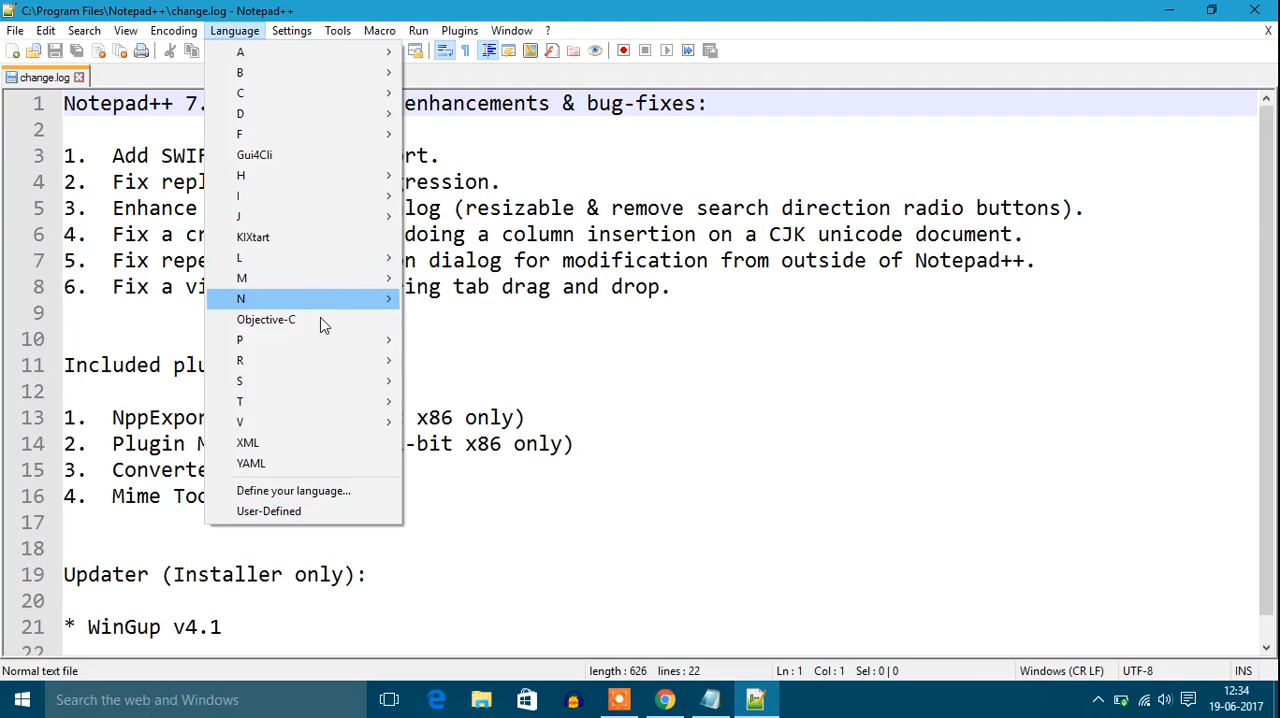 C:\Program Files\Notepad++\change.log - Notepad++
File Edit Search View Encoding Language Settings Tools Macro Run Plugins Window ? X
change.log
A
B
C
D
F
Gui4Cli
H
I
J
KIXtart
L
M
N
Objective-C
P
R
S
T
V
XML
YAML
Define your language...
User-Defined
1 Notepad++ 7. enhancements & bug-fixes:
2
3 1. Add SWIF rt.
4 2. Fix repl gression.
5 3. Enhance log (resizable & remove search direction radio buttons).
6 4. Fix a cr doing a column insertion on a CJK unicode document.
7 5. Fix repe on dialog for modification from outside of Notepad++.
8 6. Fix a vi ing tab drag and drop.
9
10
11 Included plu
12
13 1. NppExpor x86 only)
14 2. Plugin M -bit x86 only)
15 3. Converte
16 4. Mime Too
17
18
19 Updater (Installer only):
20
21 * WinGup v4.1
22
Normal text file length : 626 lines : 22 Ln : 1 Col : 1 Sel : 0 | 0 Windows (CR LF) UTF-8 INS
Search the web and Windows
12:34
19-06-2017